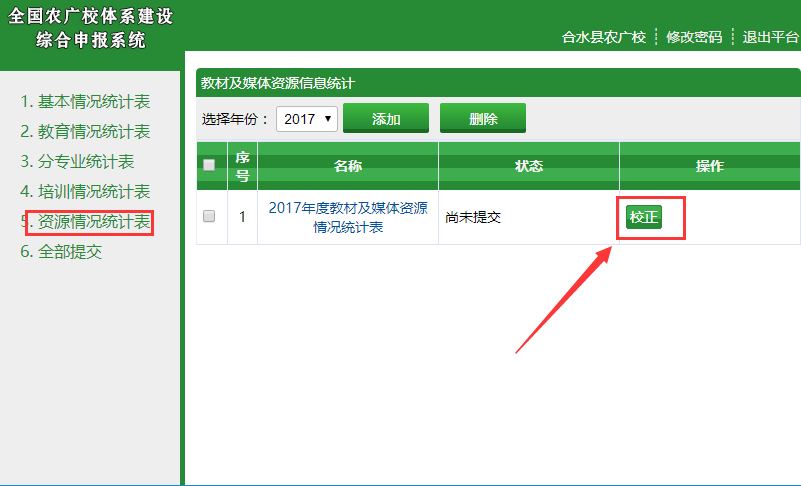 全国农广校体系建设
综合申报系统
合水县农广校 修改密码 退出平台
1. 基本情况统计表
2. 教育情况统计表
3. 分专业统计表
4. 培训情况统计表
5. 资源情况统计表
6. 全部提交
教材及媒体资源信息统计
选择年份： 2017 添加 删除
序号 名称 状态 操作
1 2017年度教材及媒体资源 尚未提交 校正
情况统计表